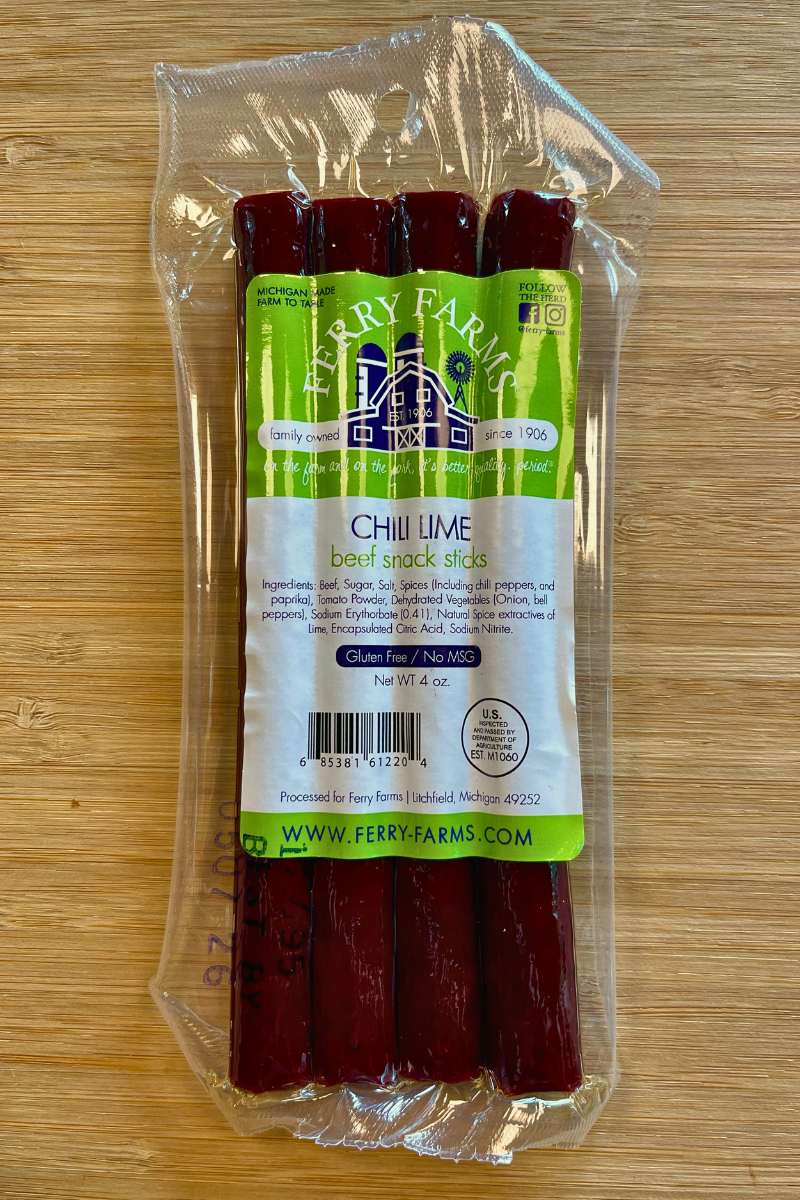 MICHIGAN MADE
FARM TO TABLE
FOLLOW
THE HERD
@ferry-farms
FERRY FARMS
EST. 1906
family owned
since 1906
On the farm and on the fork, it's better quality. period.®
CHILI LIME
beef snack sticks
Ingredients: Beef, Sugar, Salt, Spices (Including chili peppers, and
paprika), Tomato Powder, Dehydrated Vegetables (Onion, bell
peppers), Sodium Erythorbate (0.41), Natural Spice extractives of
Lime, Encapsulated Citric Acid, Sodium Nitrite.
Gluten Free / No MSG
Net WT 4 oz.
U.S.
INSPECTED
AND PASSED BY
DEPARTMENT OF
AGRICULTURE
EST. M1060
6 85381 61220 4
Processed for Ferry Farms | Litchfield, Michigan 49252
WWW.FERRY-FARMS.COM
BY
050726